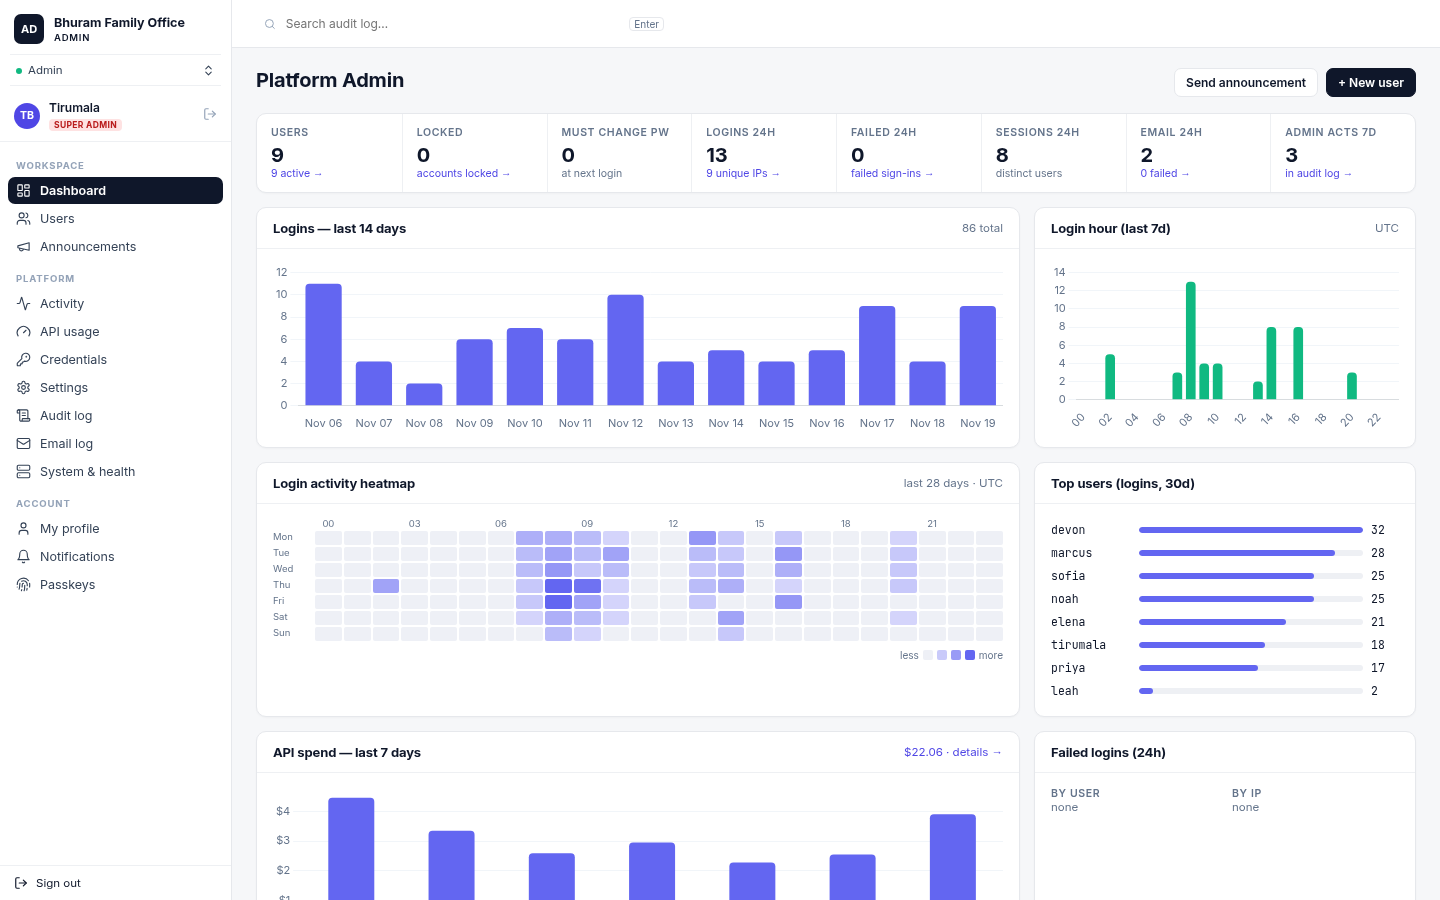 AD
Bhuram Family Office
ADMIN
Admin
TB
Tirumala
SUPER ADMIN
WORKSPACE
Dashboard
Users
Announcements
PLATFORM
Activity
API usage
Credentials
Settings
Audit log
Email log
System & health
ACCOUNT
My profile
Notifications
Passkeys
Sign out
Search audit log...
Enter
Platform Admin
Send announcement
+ New user
USERS
9
9 active →
LOCKED
0
accounts locked →
MUST CHANGE PW
0
at next login
LOGINS 24H
13
9 unique IPs →
FAILED 24H
0
failed sign-ins →
SESSIONS 24H
8
distinct users
EMAIL 24H
2
0 failed →
ADMIN ACTS 7D
3
in audit log →
Logins — last 14 days
86 total
12
10
8
6
4
2
0
Nov 06 Nov 07 Nov 08 Nov 09 Nov 10 Nov 11 Nov 12 Nov 13 Nov 14 Nov 15 Nov 16 Nov 17 Nov 18 Nov 19
Login hour (last 7d)
UTC
14
12
10
8
6
4
2
0
00 02 04 06 08 10 12 14 16 18 20 22
Login activity heatmap
last 28 days · UTC
00 03 06 09 12 15 18 21
Mon
Tue
Wed
Thu
Fri
Sat
Sun
less more
Top users (logins, 30d)
devon 32
marcus 28
sofia 25
noah 25
elena 21
tirumala 18
priya 17
leah 2
API spend — last 7 days
$22.06 · details →
$4
$3
$2
$1
Failed logins (24h)
BY USER
none
BY IP
none